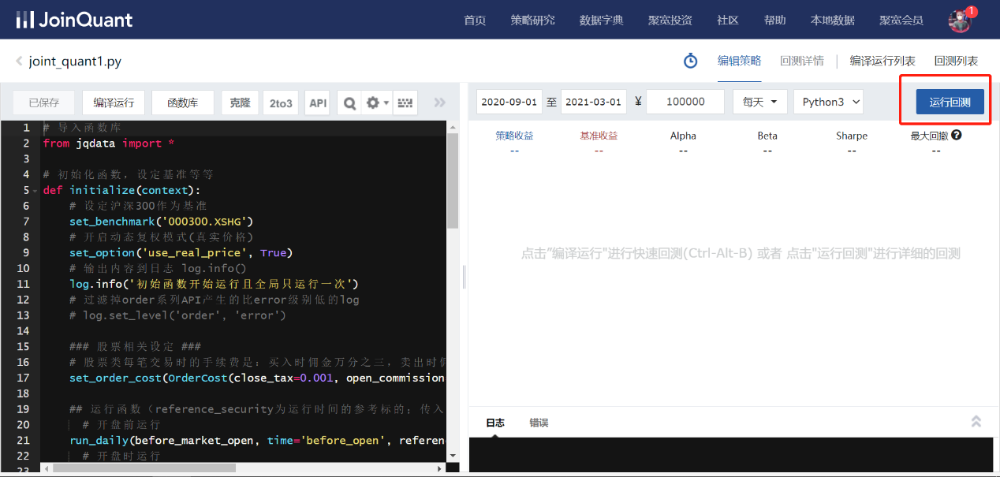 JoinQuant
首页 策略研究 数据字典 聚宽投资 社区 帮助 本地数据 聚宽会员 1
joint_quant1.py
编辑策略 回测详情 编译运行列表 回测列表
已保存 编译运行 函数库 克隆 2to3 API
2020-09-01 至 2021-03-01 ¥ 100000 每天 Python3 运行回测
1 # 导入函数库
2 from jqdata import *
3
4 # 初始化函数，设定基准等等
5 def initialize(context):
6 # 设定沪深300作为基准
7 set_benchmark('000300.XSHG')
8 # 开启动态复权模式(真实价格)
9 set_option('use_real_price', True)
10 # 输出内容到日志 log.info()
11 log.info('初始函数开始运行且全局只运行一次')
12 # 过滤掉order系列API产生的比error级别低的log
13 # log.set_level('order', 'error')
14
15 ### 股票相关设定 ###
16 # 股票类每笔交易时的手续费是：买入时佣金万分之三，卖出时佣
17 set_order_cost(OrderCost(close_tax=0.001, open_commission
18
19 ## 运行函数（reference_security为运行时间的参考标的；传入
20 # 开盘前运行
21 run_daily(before_market_open, time='before_open', referen
22 # 开盘时运行
23
策略收益 基准收益 Alpha Beta Sharpe 最大回撤
-- -- -- -- -- --
点击"编译运行"进行快速回测(Ctrl-Alt-B) 或者 点击"运行回测"进行详细的回测
日志 错误